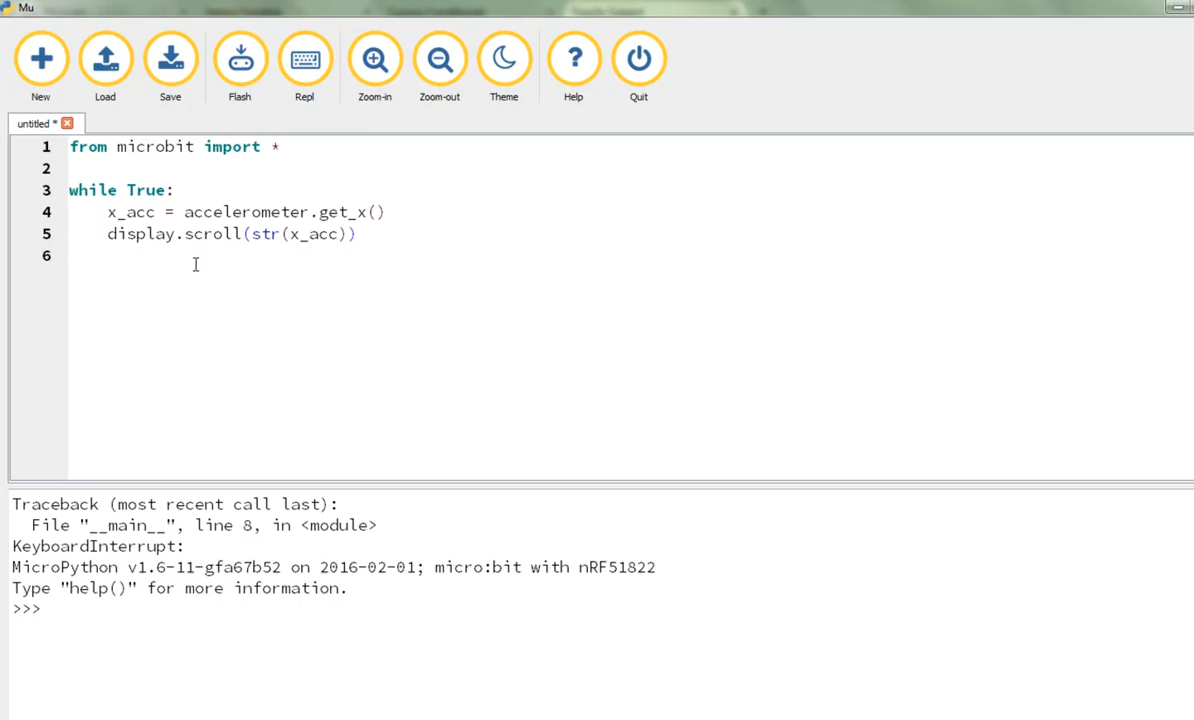 Mu
New Load Save Flash Repl Zoom-in Zoom-out Theme ? Help Quit
untitled *
1 from microbit import *
2
3 while True:
4 x_acc = accelerometer.get_x()
5 display.scroll(str(x_acc))
6
Traceback (most recent call last):
File "__main__", line 8, in <module>
KeyboardInterrupt:
MicroPython v1.6-11-gfa67b52 on 2016-02-01; micro:bit with nRF51822
Type "help()" for more information.
>>>